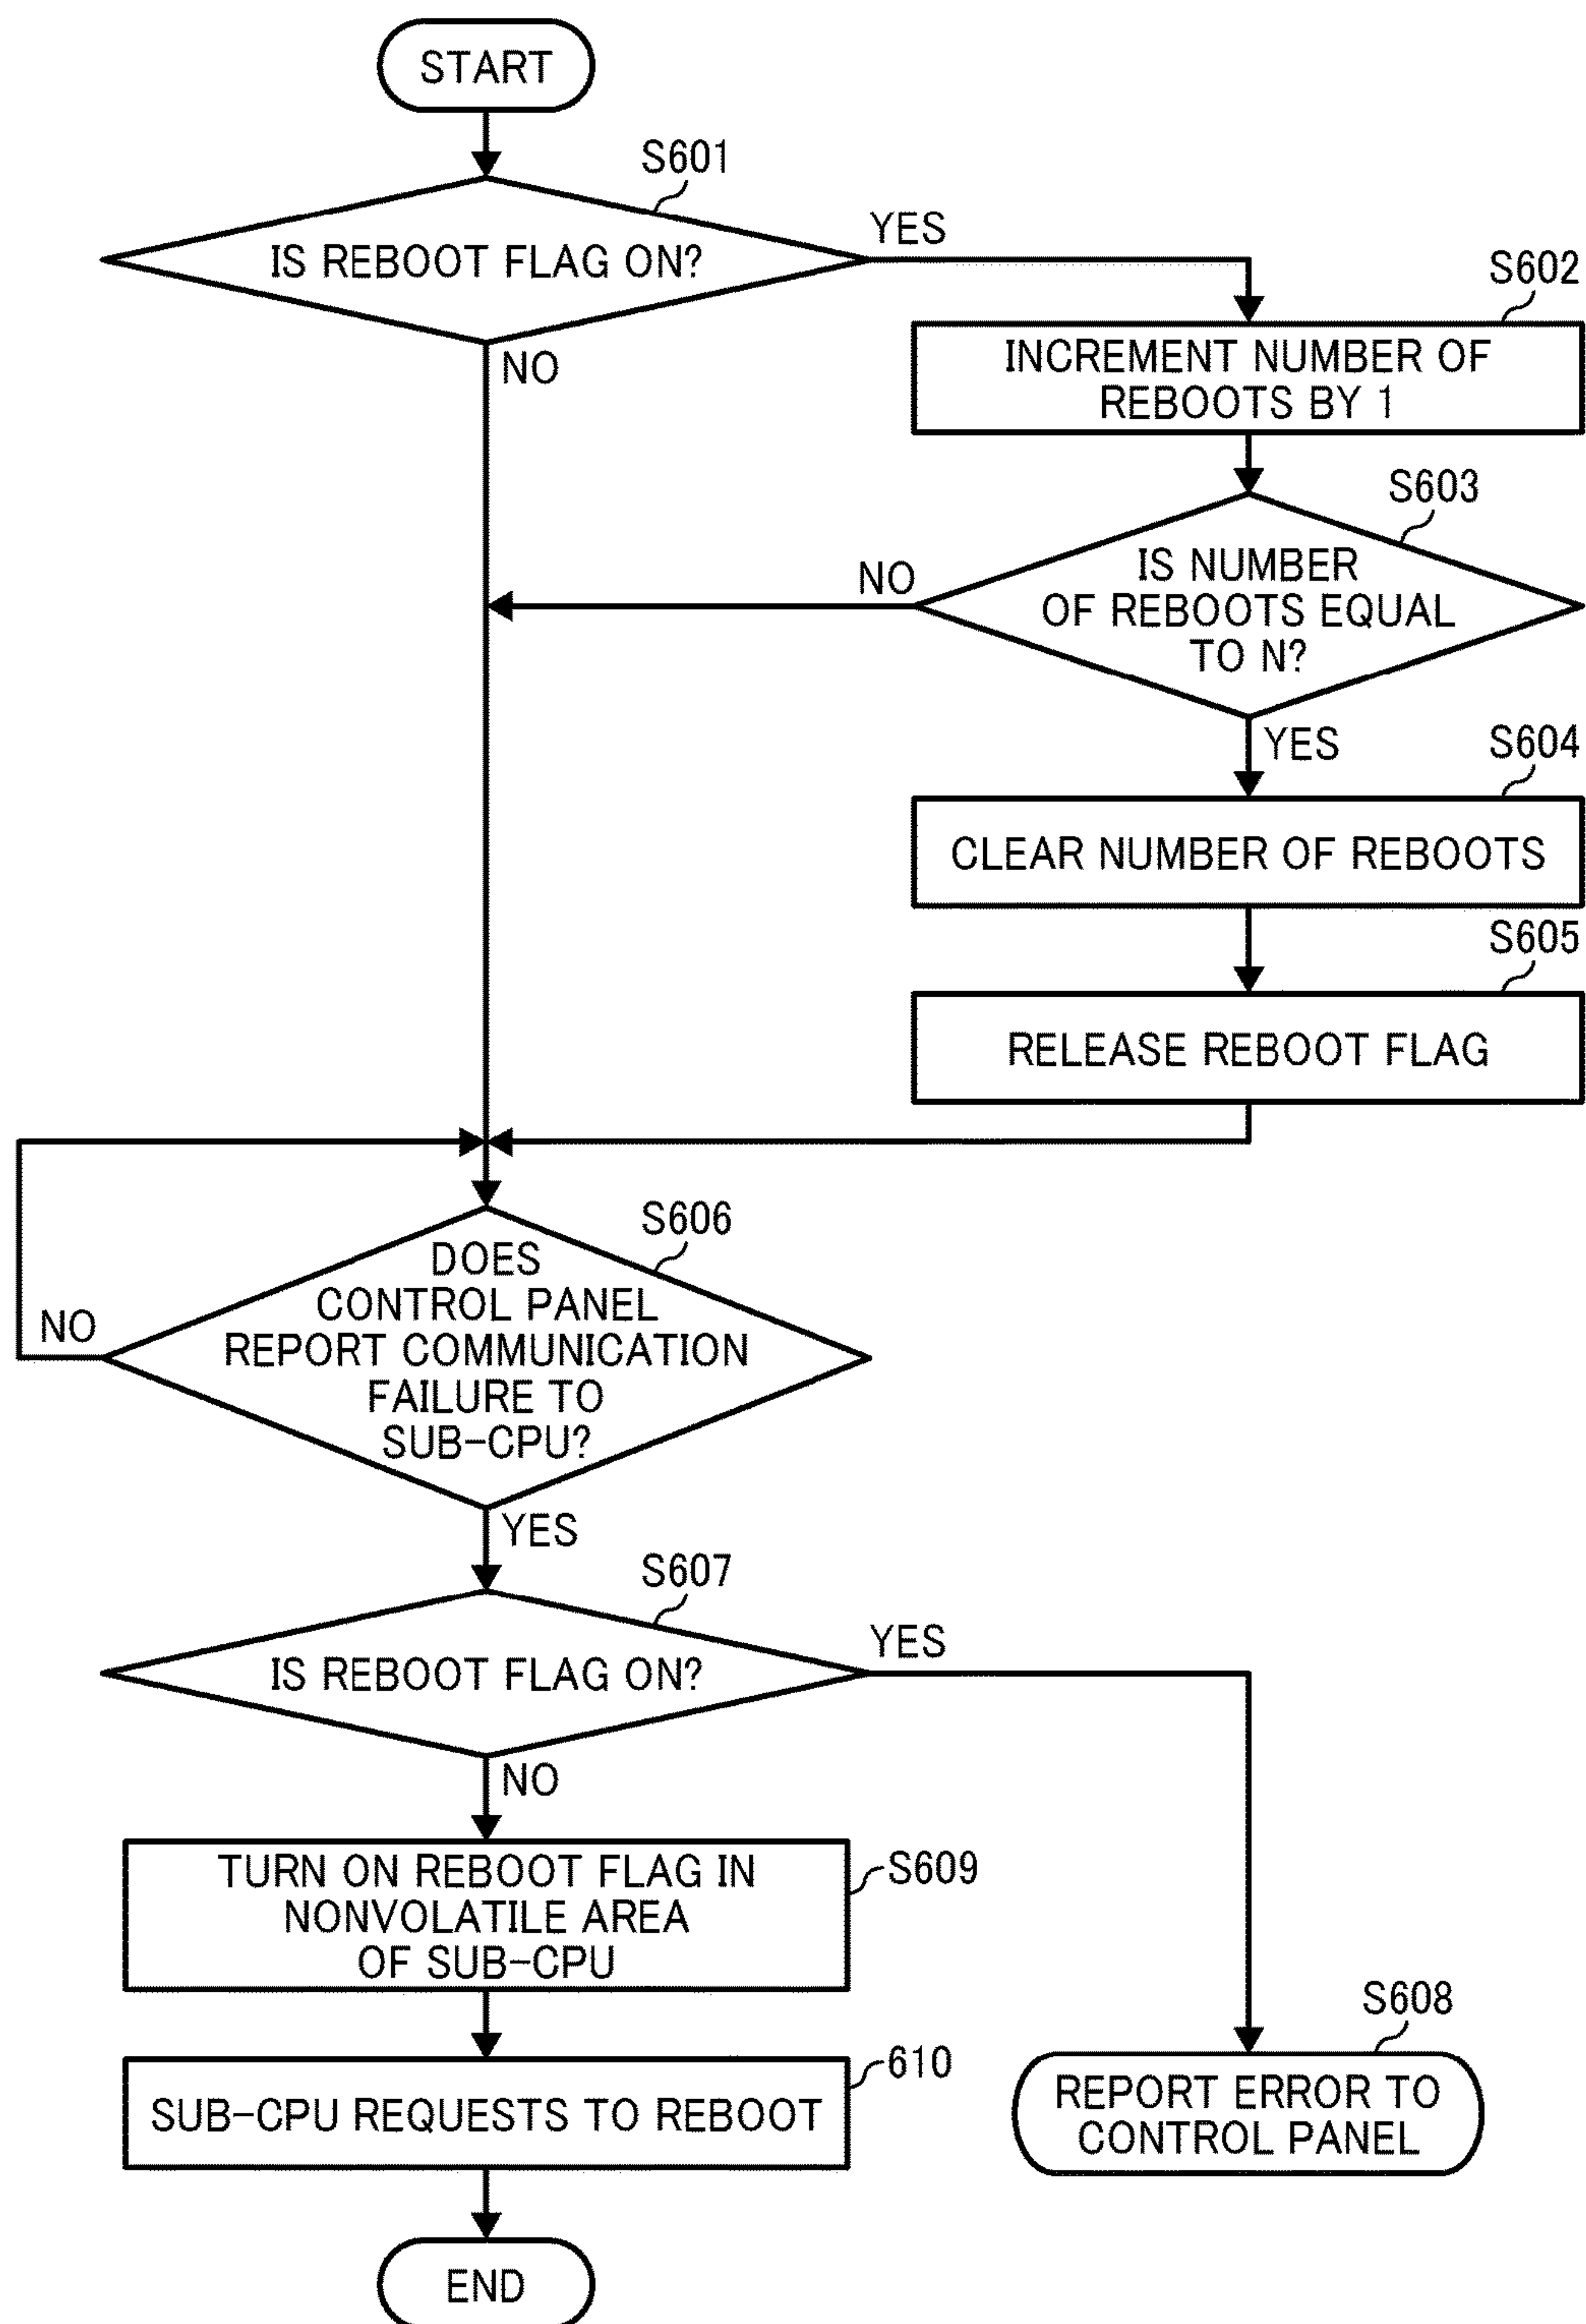 START
S601
IS REBOOT FLAG ON?
YES
NO
S602
INCREMENT NUMBER OF
REBOOTS BY 1
S603
IS NUMBER
OF REBOOTS EQUAL
TO N?
NO
YES
S604
CLEAR NUMBER OF REBOOTS
S605
RELEASE REBOOT FLAG
S606
DOES
CONTROL PANEL
REPORT COMMUNICATION
FAILURE TO
SUB-CPU?
NO
YES
S607
IS REBOOT FLAG ON?
YES
NO
TURN ON REBOOT FLAG IN
NONVOLATILE AREA
OF SUB-CPU
S609
S608
REPORT ERROR TO
CONTROL PANEL
610
SUB-CPU REQUESTS TO REBOOT
END